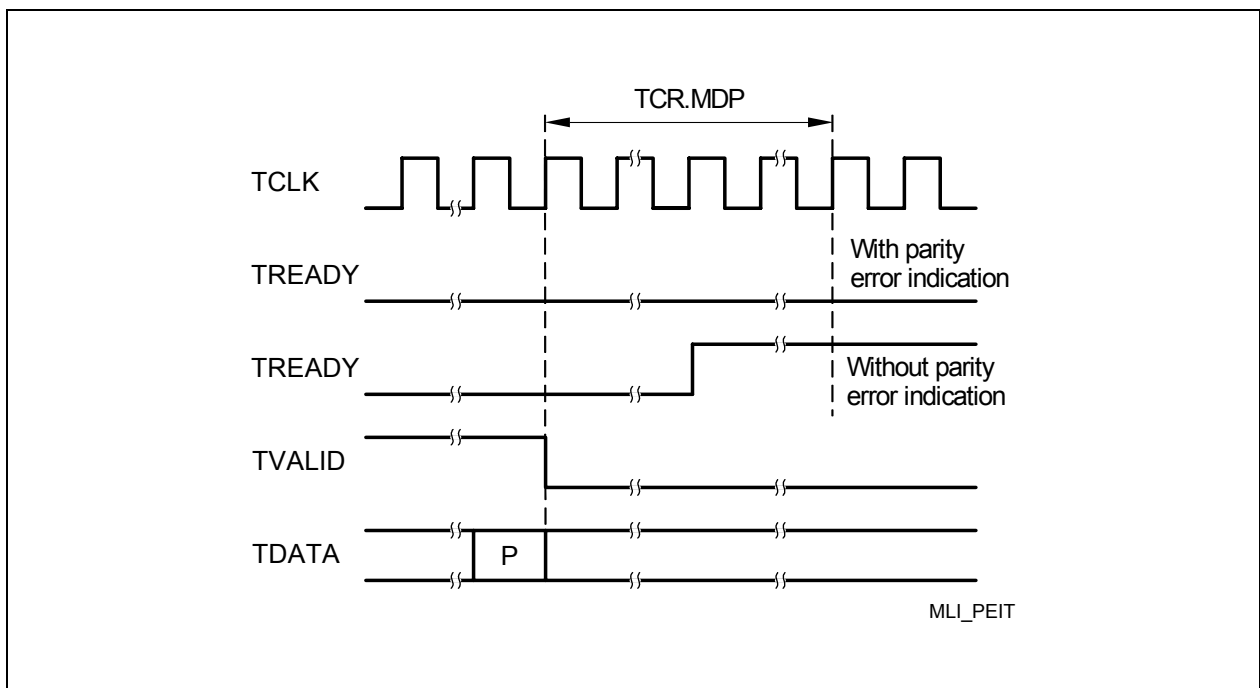 TCR.MDP
TCLK
TREADY
With parity
error indication
TREADY
Without parity
error indication
TVALID
TDATA
P
MLI_PEIT